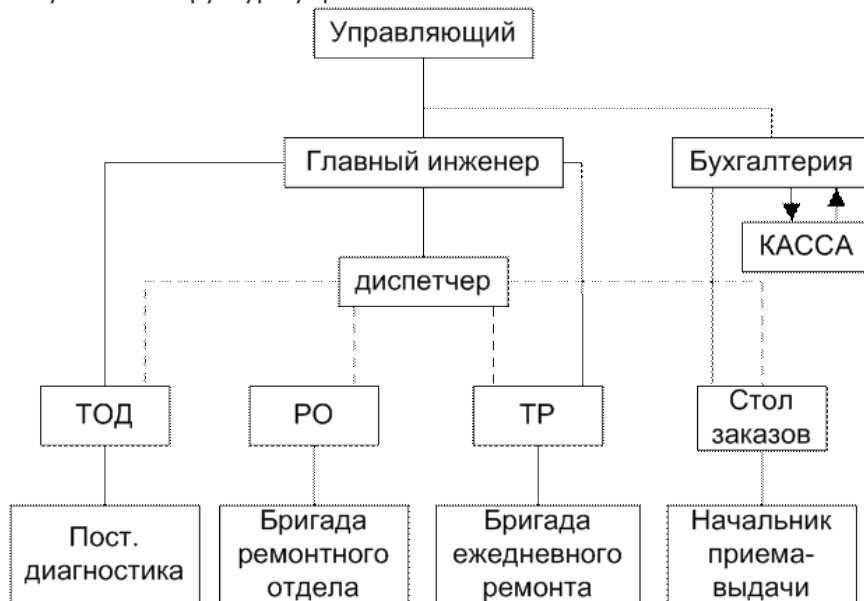 Управляющий
Главный инженер
Бухгалтерия
КАССА
диспетчер
ТОД
РО
ТР
Стол
заказов
Пост.
диагностика
Бригада
ремонтного
отдела
Бригада
ежедневного
ремонта
Начальник
приема-
выдачи